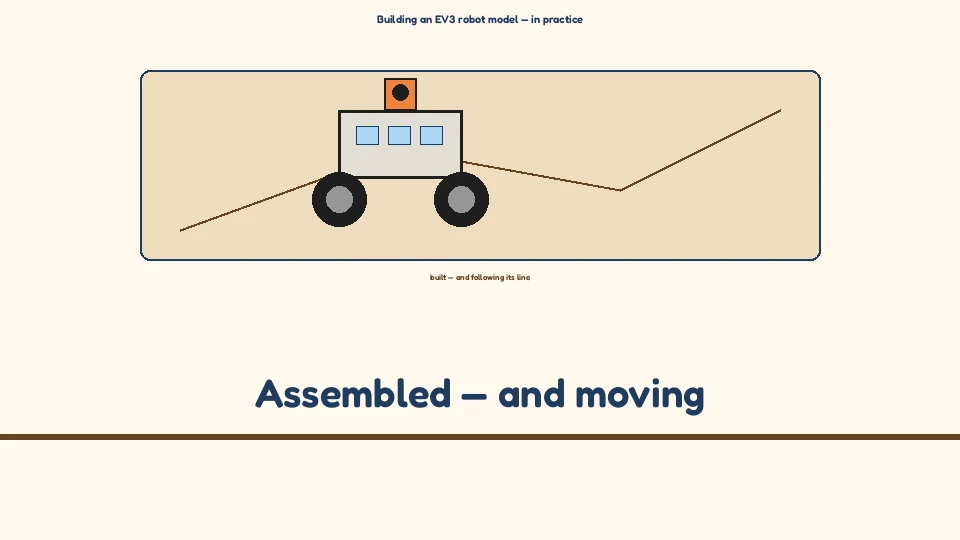 Building an EV3 robot model — in practice
built — and following its line
Assembled — and moving